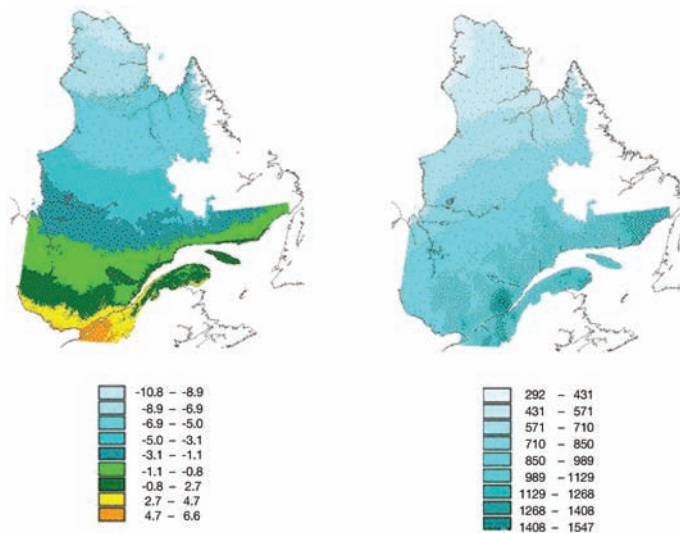 -10.8 – -8.9
-8.9 – -6.9
-6.9 – -5.0
-5.0 – -3.1
-3.1 – -1.1
-1.1 – -0.8
-0.8 – 2.7
2.7 – 4.7
4.7 – 6.6
292 – 431
431 – 571
571 – 710
710 – 850
850 – 989
989 – 1129
1129 – 1268
1268 – 1408
1408 – 1547